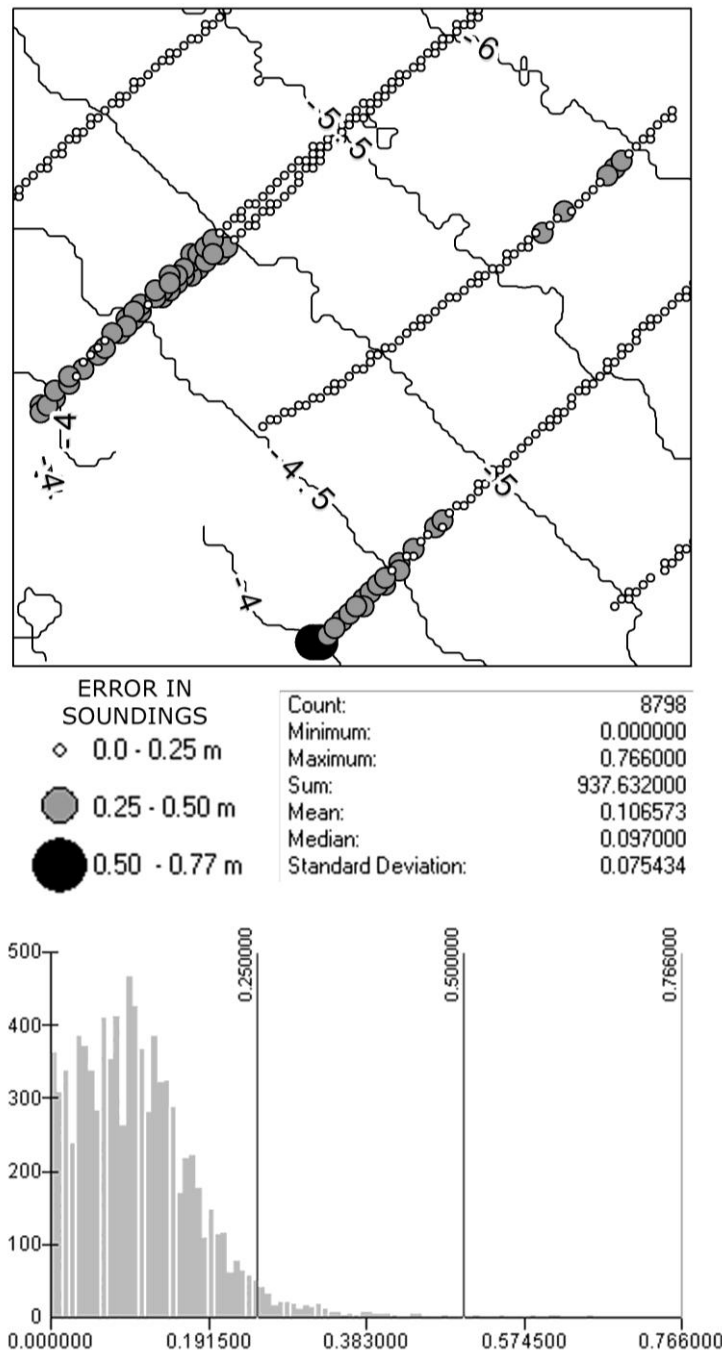 -6
-5.5
-4
-4
-4.5
-5
-4
ERROR IN
SOUNDINGS
0.0 - 0.25 m
0.25 - 0.50 m
0.50 - 0.77 m
Count: 8798
Minimum: 0.000000
Maximum: 0.766000
Sum: 937.632000
Mean: 0.106573
Median: 0.097000
Standard Deviation: 0.075434
500
400
300
200
100
0
0.250000
0.500000
0.766000
0.000000 0.191500 0.383000 0.574500 0.766000